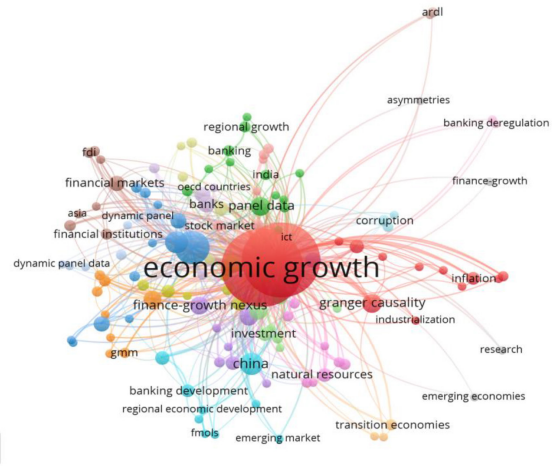 ardl
asymmetries
banking deregulation
regional growth
banking
fdi
india
finance-growth
financial markets
oecd countries
banks
panel data
asia
dynamic panel
stock market
corruption
financial institutions
ict
dynamic panel data
economic growth
inflation
finance-growth nexus
granger causality
industrialization
investment
research
gmm
china
natural resources
banking development
emerging economies
regional economic development
transition economies
fmols
emerging market